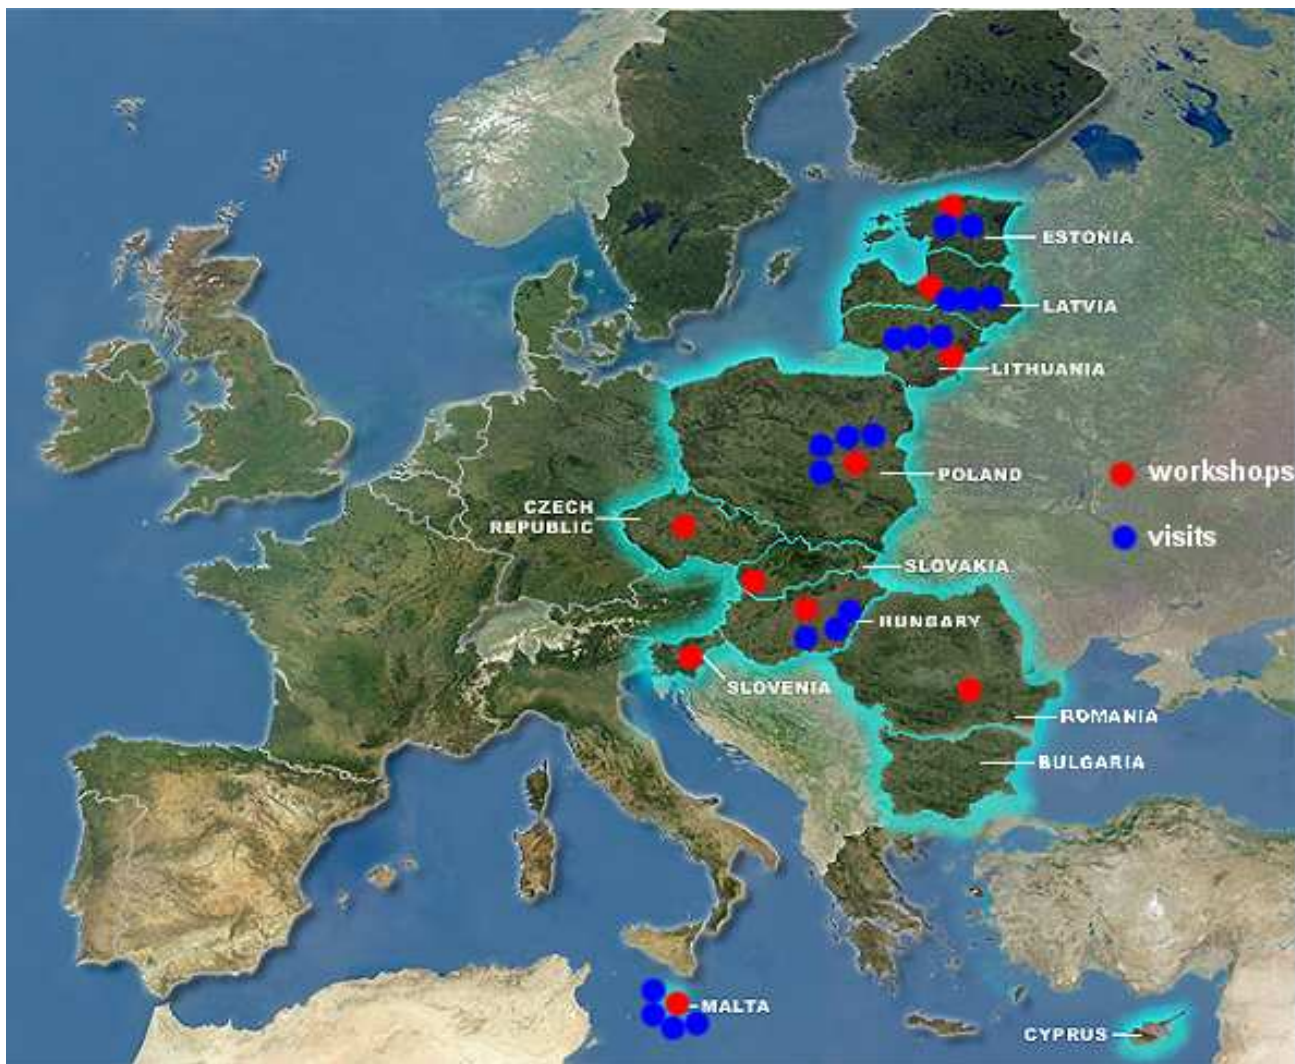 ESTONIA
LATVIA
LITHUANIA
POLAND
workshops
CZECH
REPUBLIC
visits
SLOVAKIA
HUNGARY
SLOVENIA
ROMANIA
BULGARIA
MALTA
CYPRUS